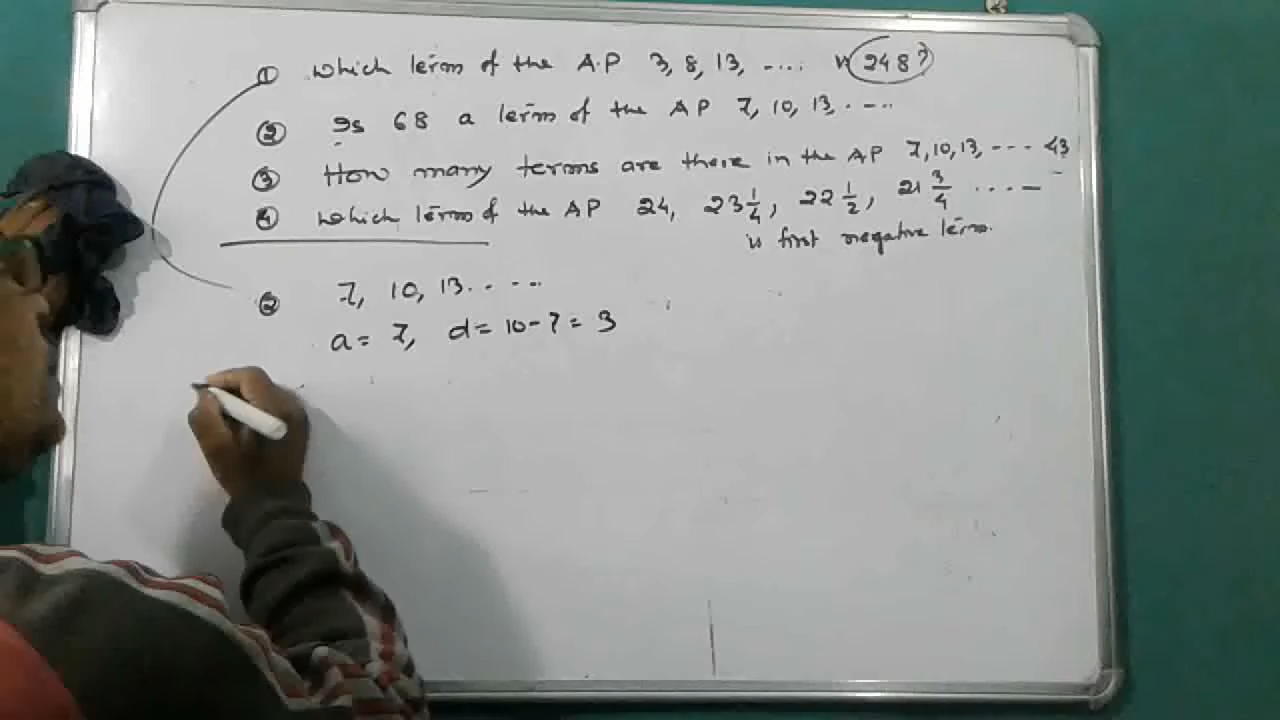 ① Which term of the A.P 3, 8, 13, .... is 248?
② Is 68 a term of the AP 7, 10, 13, . ....
③ How many terms are there in the AP 7, 10, 13, .... 43
④ Which term of the AP 24, 23 1/4, 22 1/2, 21 3/4 ....
is first negative term.
② 7, 10, 13. ....
a = 7, d = 10 - 7 = 3